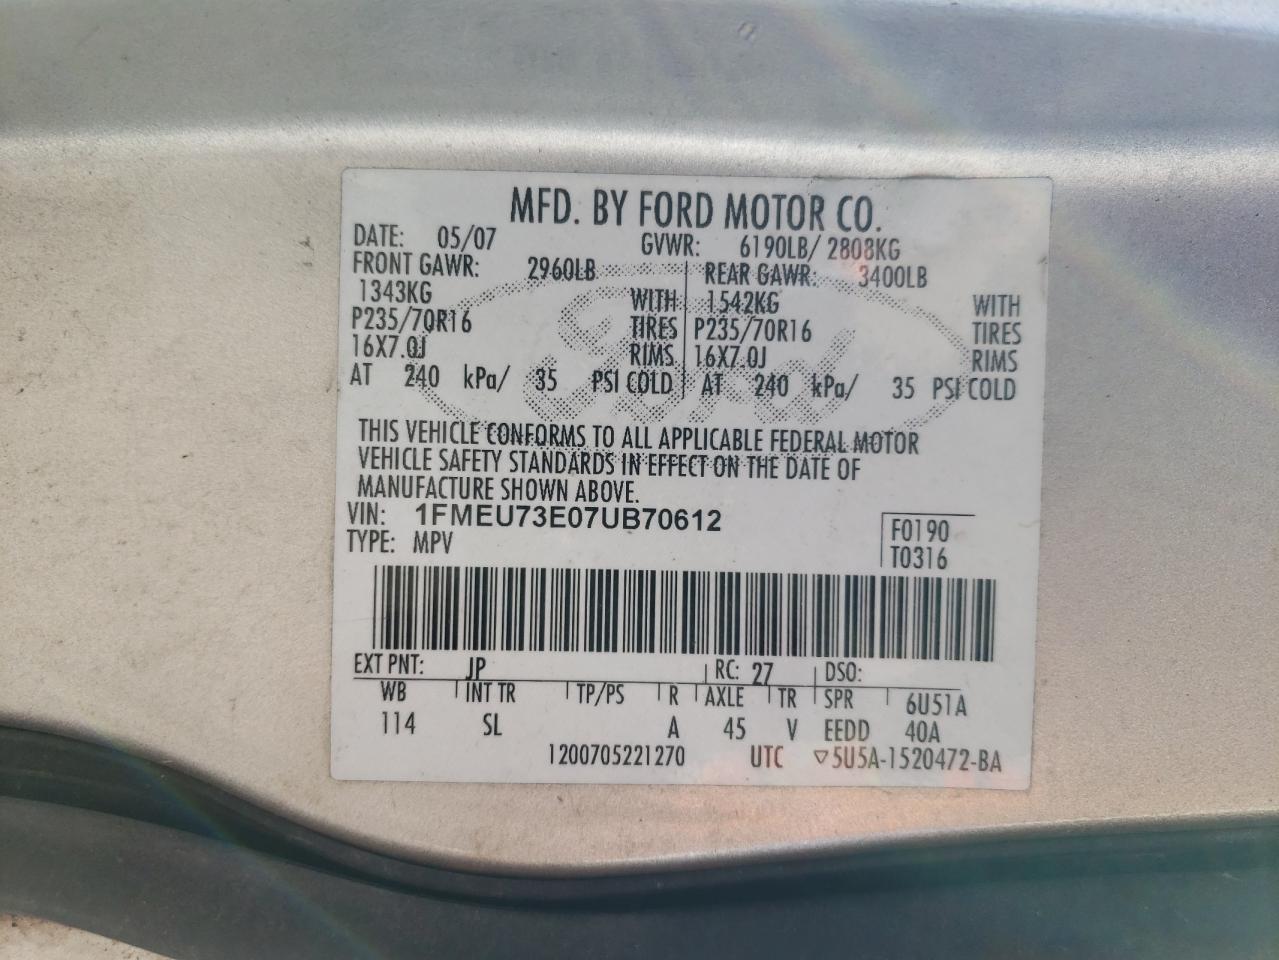 MFD. BY FORD MOTOR CO.
DATE: 05/07 GVWR: 6190LB/ 2808KG
FRONT GAWR: 2960LB REAR GAWR: 3400LB
1343KG WITH 1542KG WITH
P235/70R16 TIRES P235/70R16 TIRES
16X7.0J RIMS 16X7.0J RIMS
AT 240 kPa/ 35 PSI COLD AT 240 kPa/ 35 PSI COLD
Ford
THIS VEHICLE CONFORMS TO ALL APPLICABLE FEDERAL MOTOR
VEHICLE SAFETY STANDARDS IN EFFECT ON THE DATE OF
MANUFACTURE SHOWN ABOVE.
VIN: 1FMEU73E07UB70612
TYPE: MPV
F0190
T0316
EXT PNT: JP RC: 27 DSO:
WB INT TR TP/PS R AXLE TR SPR 6U51A
114 SL A 45 V EEDD 40A
1200705221270 UTC ▽5U5A-1520472-BA